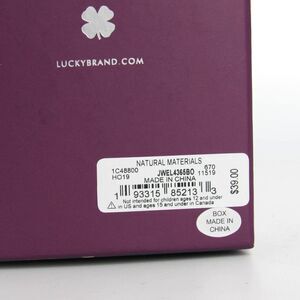 LUCKYBRAND.COM
NATURAL MATERIALS
1C48800 JWEL4365BO 670
HO19 MADE IN CHINA 11519
1 93315 85213 3
$39.00
Not intended for children ages 12 and under
in US and ages 15 and under in Canada
BOX
MADE IN
CHINA